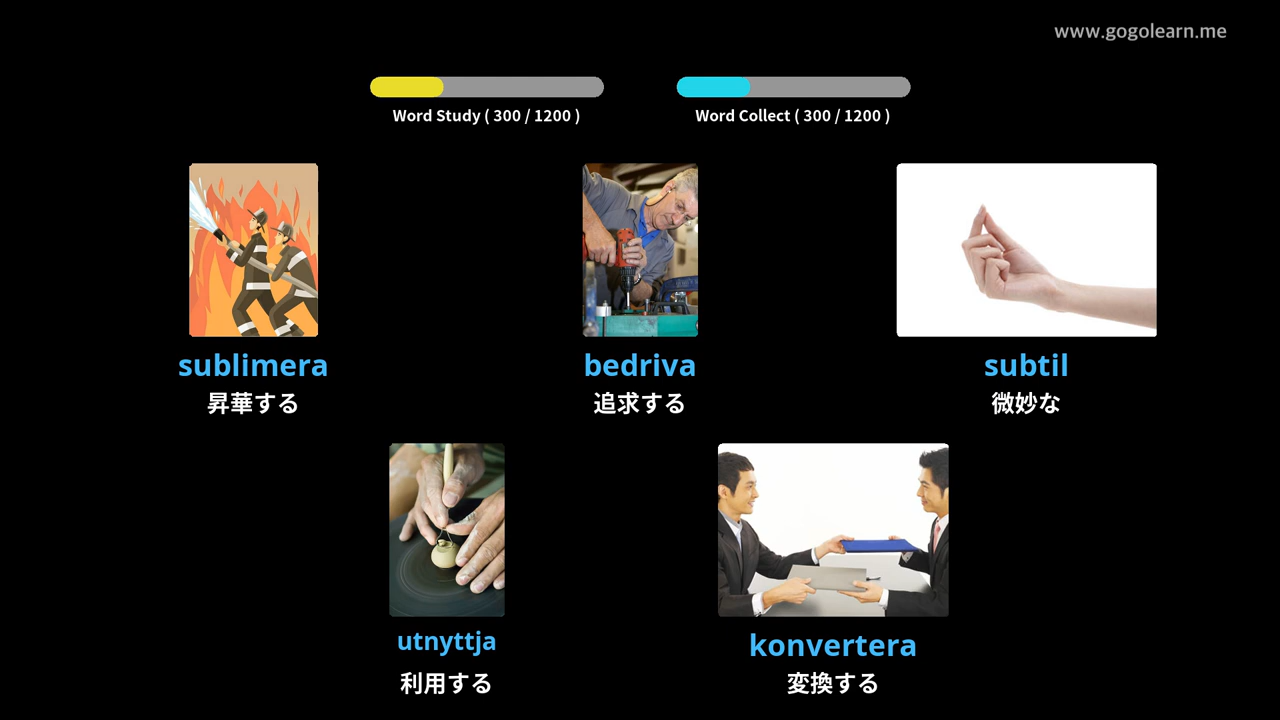 www.gogolearn.me
Word Study ( 300 / 1200 )
Word Collect ( 300 / 1200 )
sublimera
昇華する
bedriva
追求する
subtil
微妙な
utnyttja
利用する
konvertera
変換する